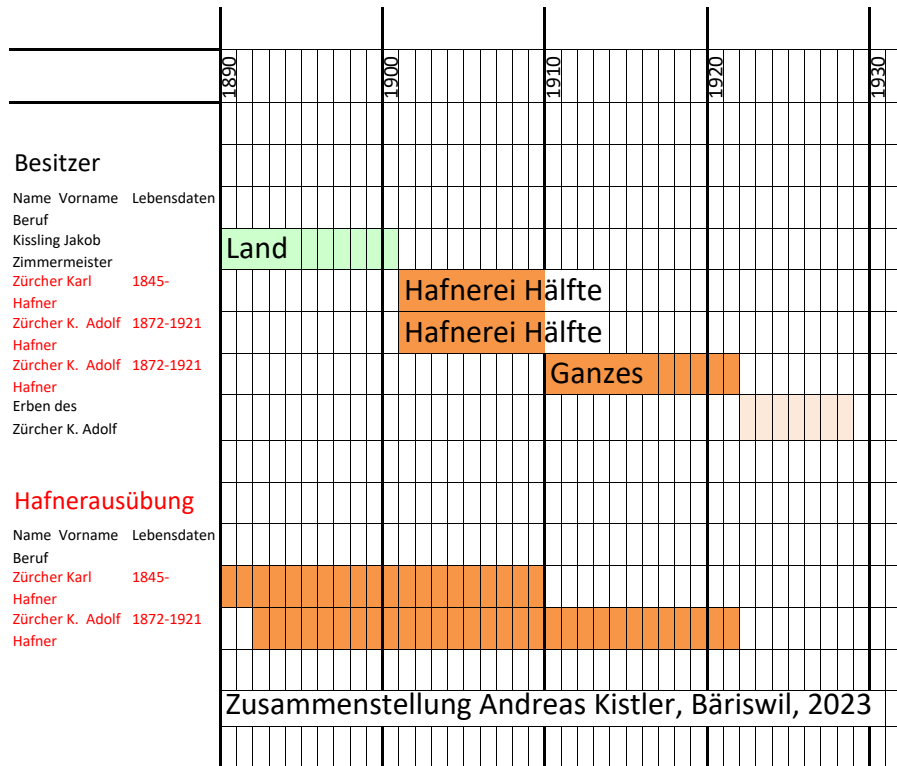 1890 1900 1910 1920 1930
Besitzer
Name Vorname Lebensdaten
Beruf
Kissling Jakob
Zimmermeister
Land
Zürcher Karl 1845-
Hafner
Hafnerei Hälfte
Zürcher K. Adolf 1872-1921
Hafner
Hafnerei Hälfte
Zürcher K. Adolf 1872-1921
Hafner
Ganzes
Erben des
Zürcher K. Adolf
Hafnerausübung
Name Vorname Lebensdaten
Beruf
Zürcher Karl 1845-
Hafner
Zürcher K. Adolf 1872-1921
Hafner
Zusammenstellung Andreas Kistler, Bäriswil, 2023